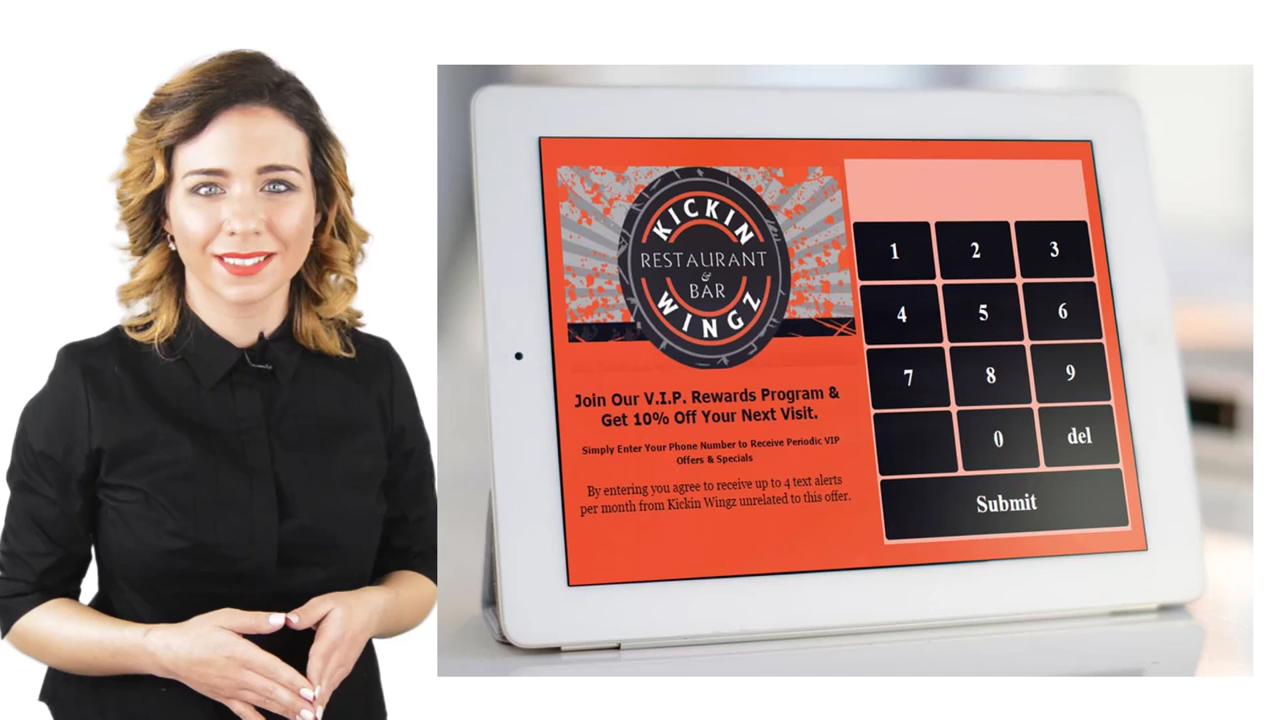 KICKIN
RESTAURANT
&
BAR
WINGZ
Join Our V.I.P. Rewards Program &
Get 10% Off Your Next Visit.
Simply Enter Your Phone Number to Receive Periodic VIP
Offers & Specials
By entering you agree to receive up to 4 text alerts
per month from Kickin Wingz unrelated to this offer.
1 2 3
4 5 6
7 8 9
0 del
Submit